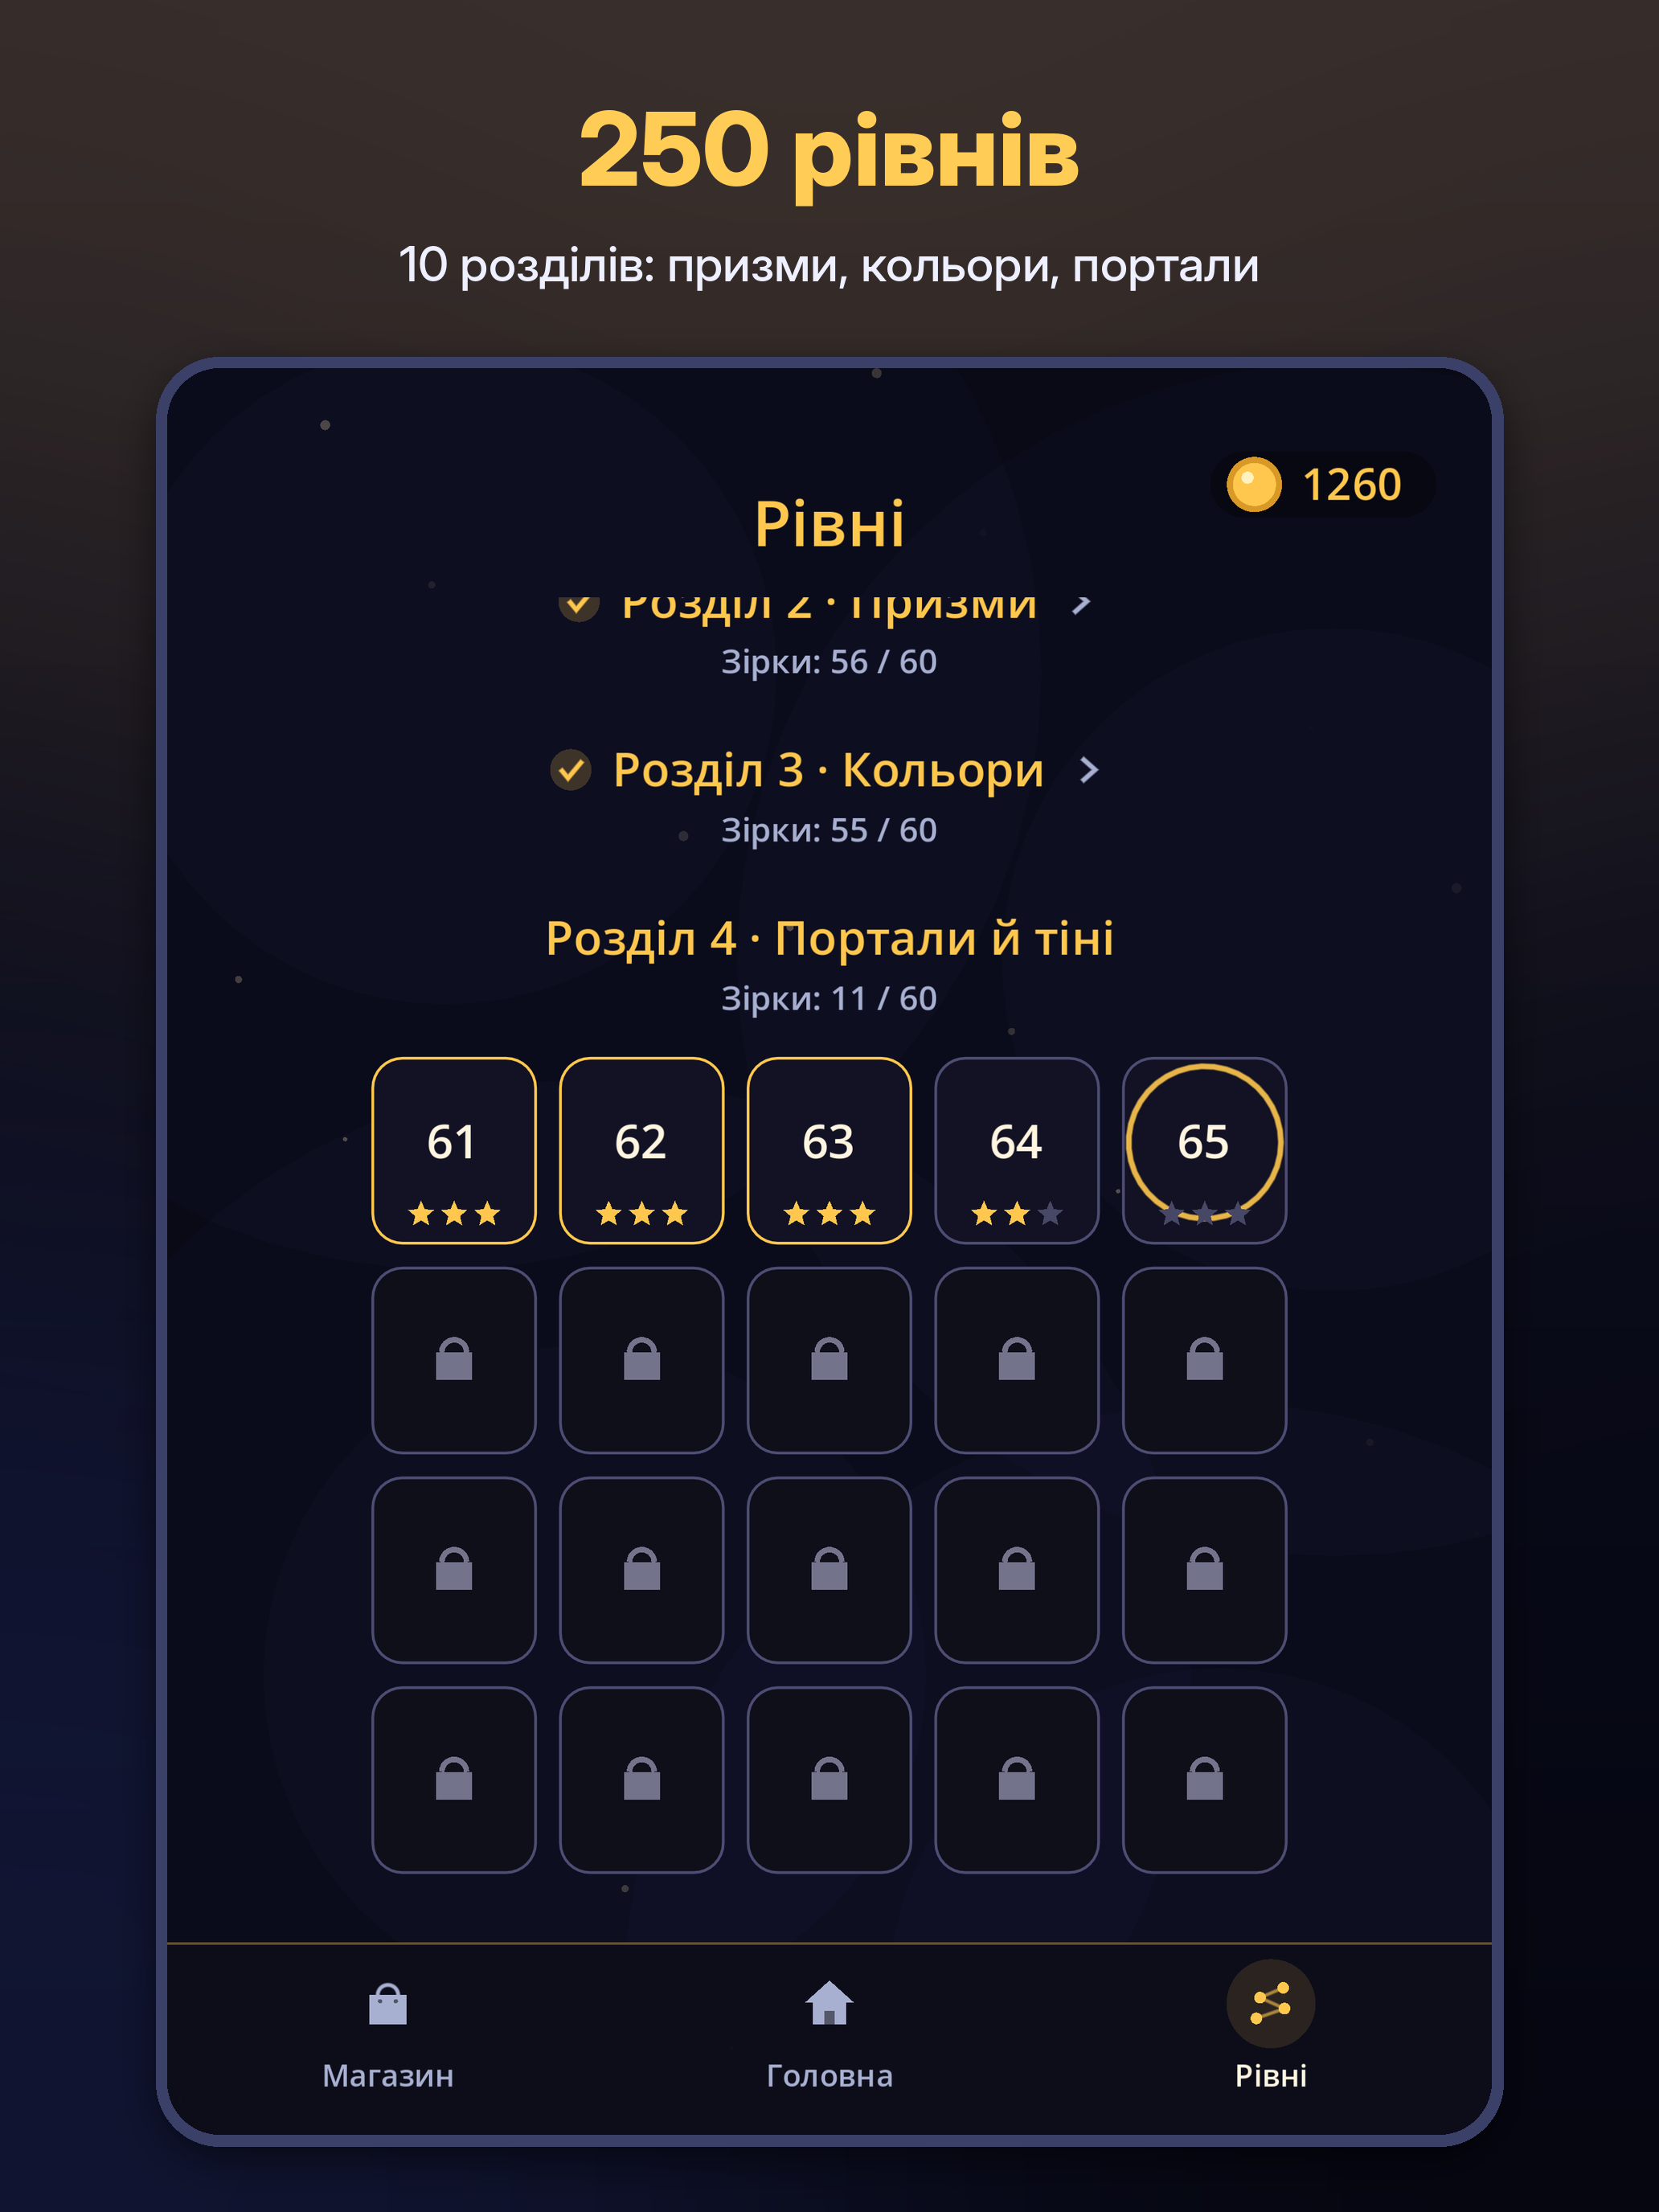 250 рівнів
10 розділів: призми, кольори, портали
1260
Рівні
Розділ 2 · Призми
Зірки: 56 / 60
Розділ 3 · Кольори
Зірки: 55 / 60
Розділ 4 · Портали й тіні
Зірки: 11 / 60
61 62 63 64 65
Магазин Головна Рівні